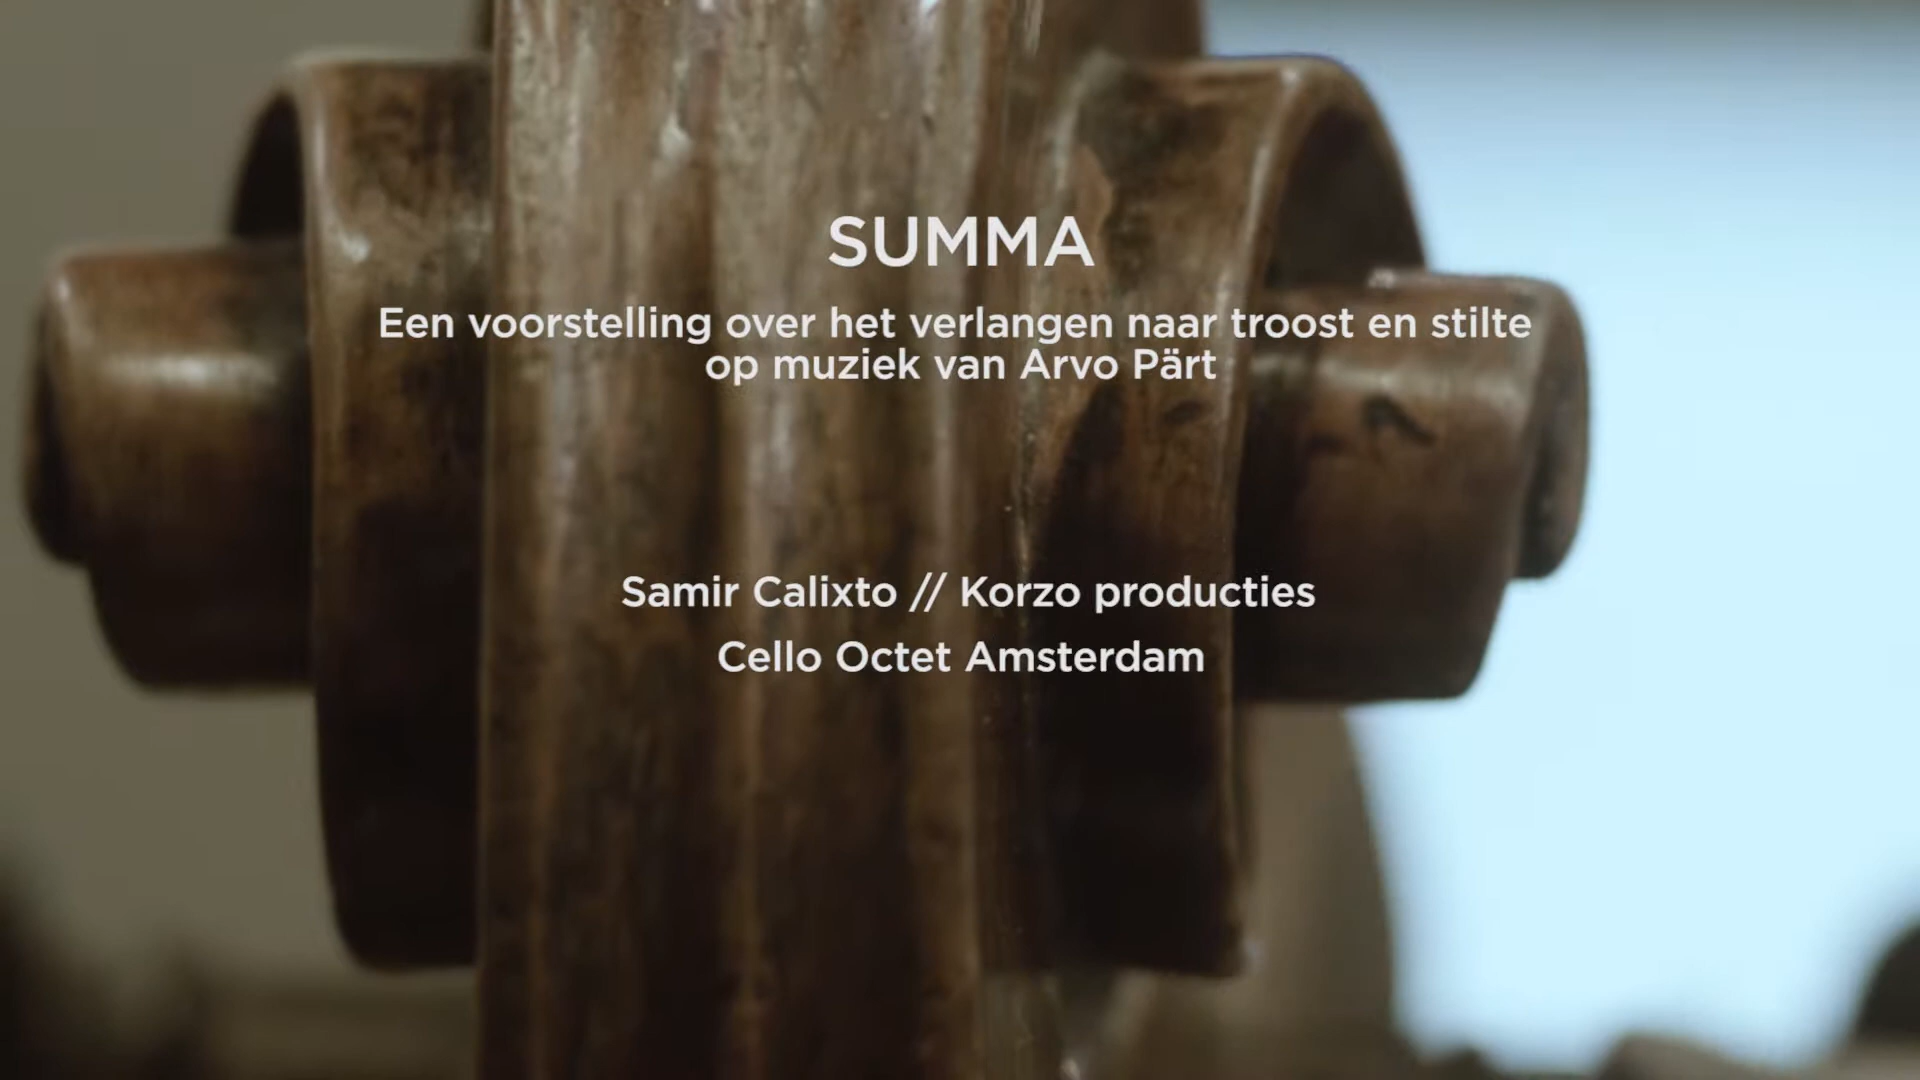 SUMMA
Een voorstelling over het verlangen naar troost en stilte
op muziek van Arvo Pärt
Samir Calixto // Korzo producties
Cello Octet Amsterdam